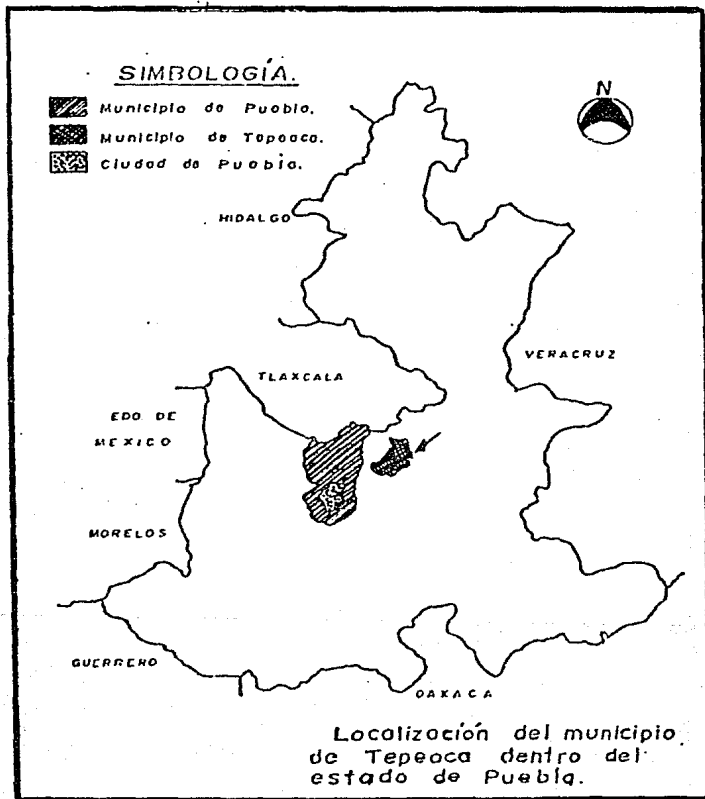 SIMBOLOGÍA.
Municipio de Puebla.
Municipio de Tepeaca.
Ciudad de Puebla.
N
HIDALGO
VERACRUZ
TLAXCALA
EDO. DE
MEXICO
MORELOS
GUERRERO
OAXACA
Localización del municipio
de Tepeaca dentro del
estado de Puebla.